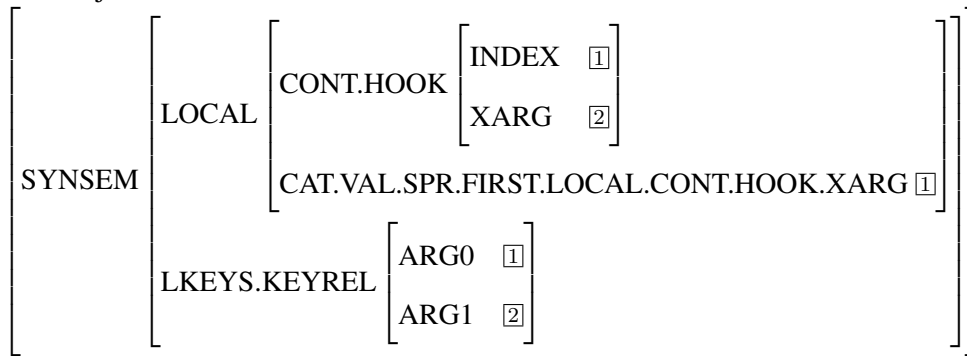 INDEX 1
CONT.HOOK
XARG 2
LOCAL
SYNSEM
CAT.VAL.SPR.FIRST.LOCAL.CONT.HOOK.XARG 1
ARG0 1
LKEYS.KEYREL
ARG1 2